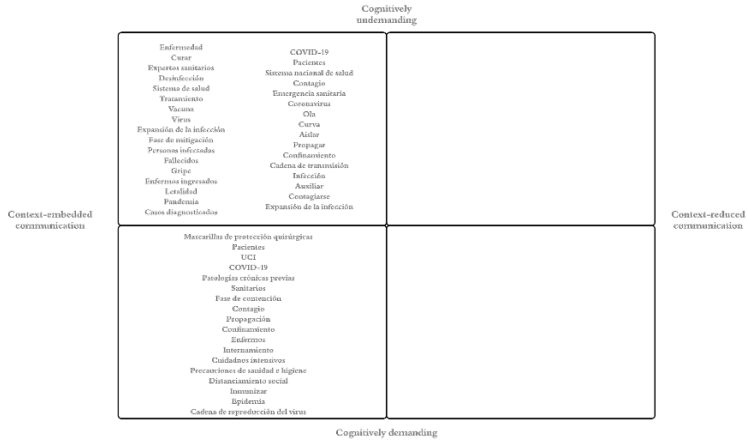 Cognitively
undemanding
Enfermedad
Curar
Expertos sanitarios
Desinfección
Sistema de salud
Tratamiento
Vacuna
Virus
Expansión de la infección
Fase de mitigación
Personas infectadas
Fallecidos
Gripe
Enfermos ingresados
Letalidad
Pandemia
Casos diagnosticados
COVID-19
Pacientes
Sistema nacional de salud
Contagio
Emergencia sanitaria
Coronavirus
Ola
Curva
Aislar
Propagar
Confinamiento
Cadena de transmisión
Infección
Auxiliar
Contagiarse
Expansión de la infección
Context-embedded
communication
Context-reduced
communication
Mascarillas de protección quirúrgicas
Pacientes
UCI
COVID-19
Patologías crónicas previas
Sanitarios
Fase de contención
Contagio
Propagación
Confinamiento
Enfermos
Internamiento
Cuidados intensivos
Precauciones de sanidad e higiene
Distanciamiento social
Inmunizar
Epidemia
Cadena de reproducción del virus
Cognitively demanding